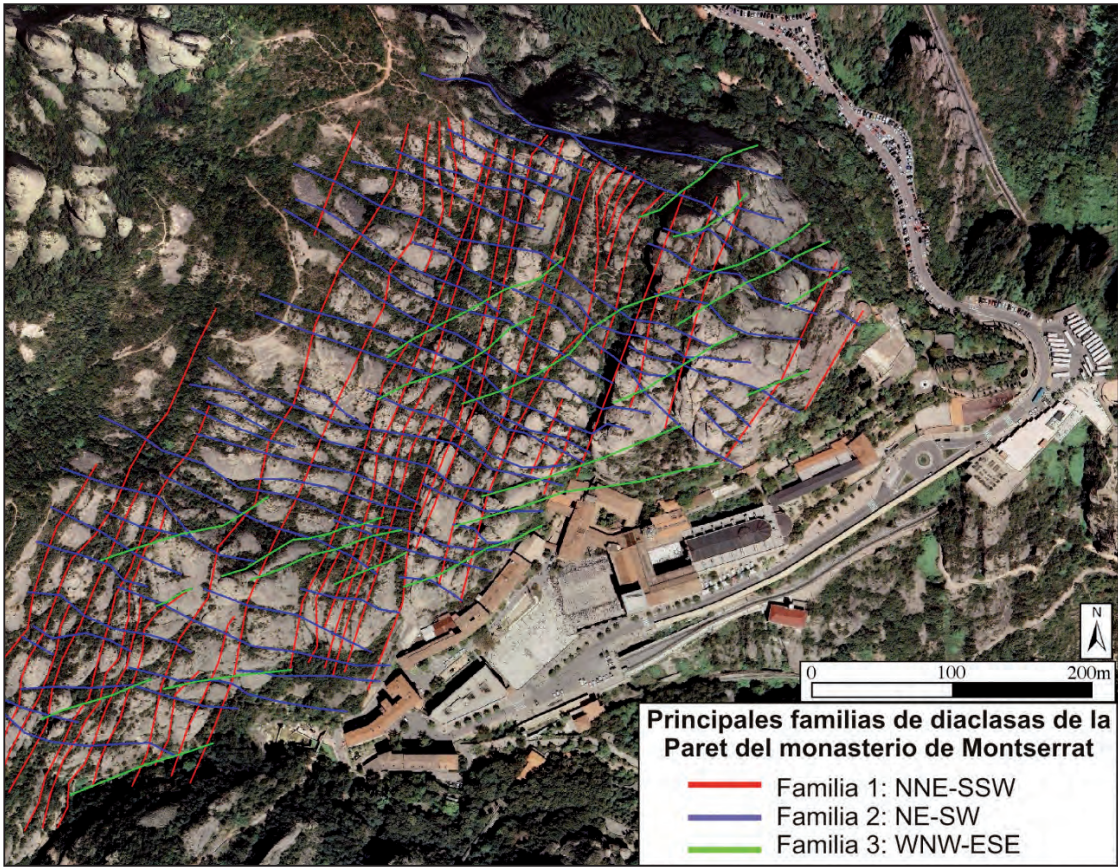 N
0 100 200m
Principales familias de diaclasas de la
Paret del monasterio de Montserrat
Familia 1: NNE-SSW
Familia 2: NE-SW
Familia 3: WNW-ESE